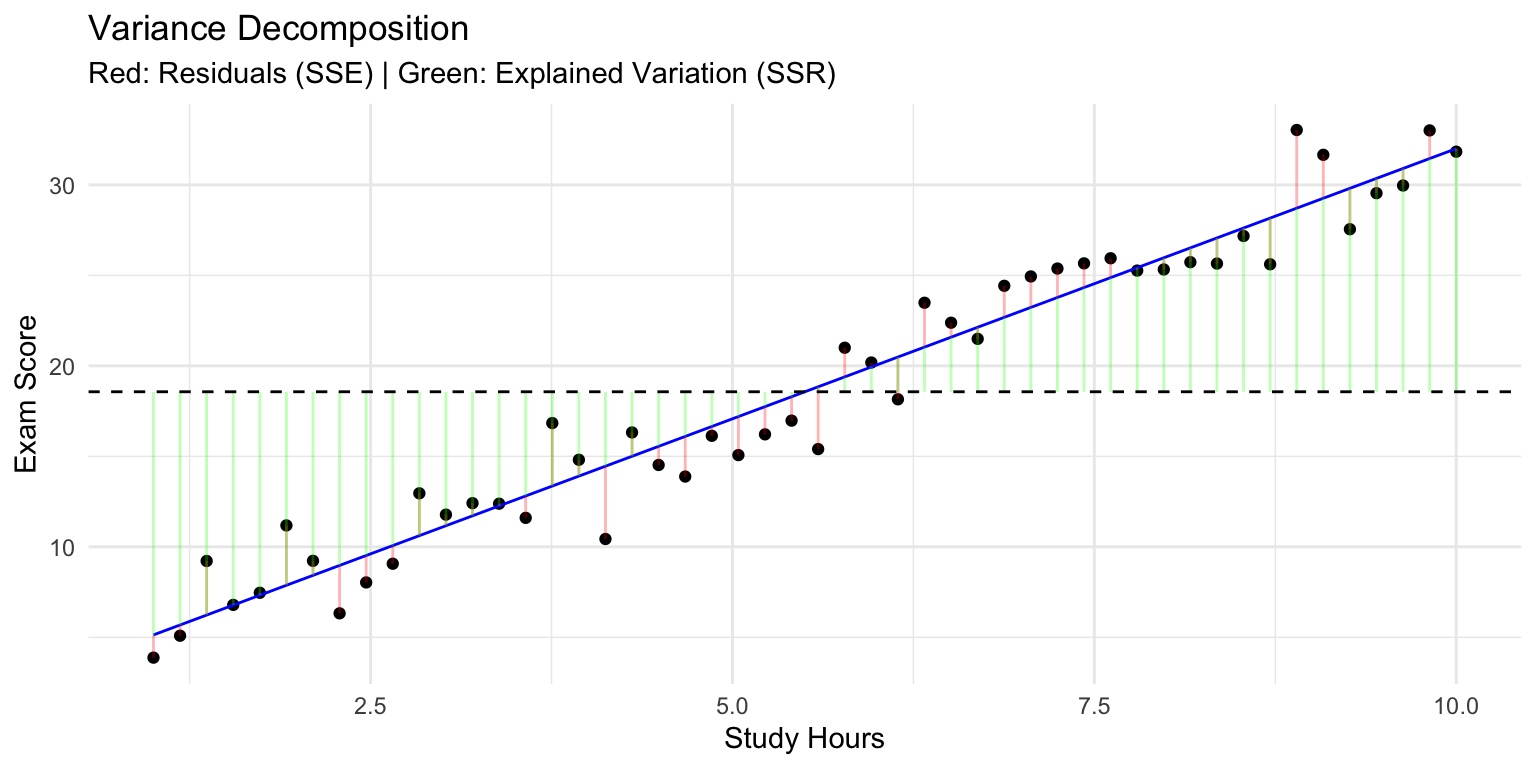 Variance Decomposition
Red: Residuals (SSE) | Green: Explained Variation (SSR)
Exam Score
30
20
10
2.5
5.0
7.5
10.0
Study Hours